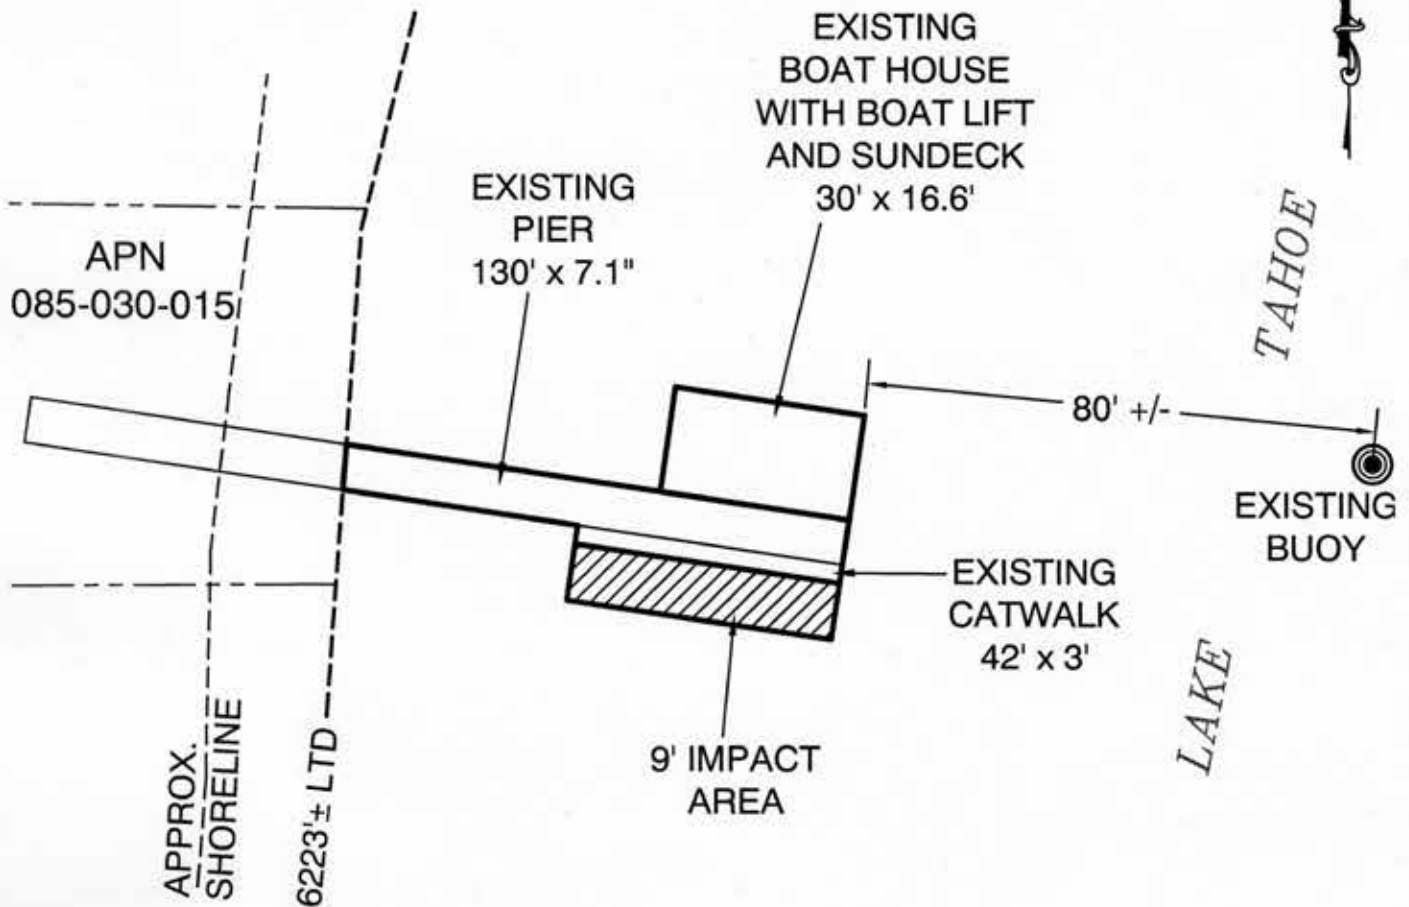 EXISTING
BOAT HOUSE
WITH BOAT LIFT
AND SUNDECK
30' x 16.6'
EXISTING
PIER
130' x 7.1"
APN
085-030-015
TAHOE
80' +/-
EXISTING
BUOY
EXISTING
CATWALK
42' x 3'
LAKE
9' IMPACT
AREA
APPROX.
SHORELINE
6223'± LTD